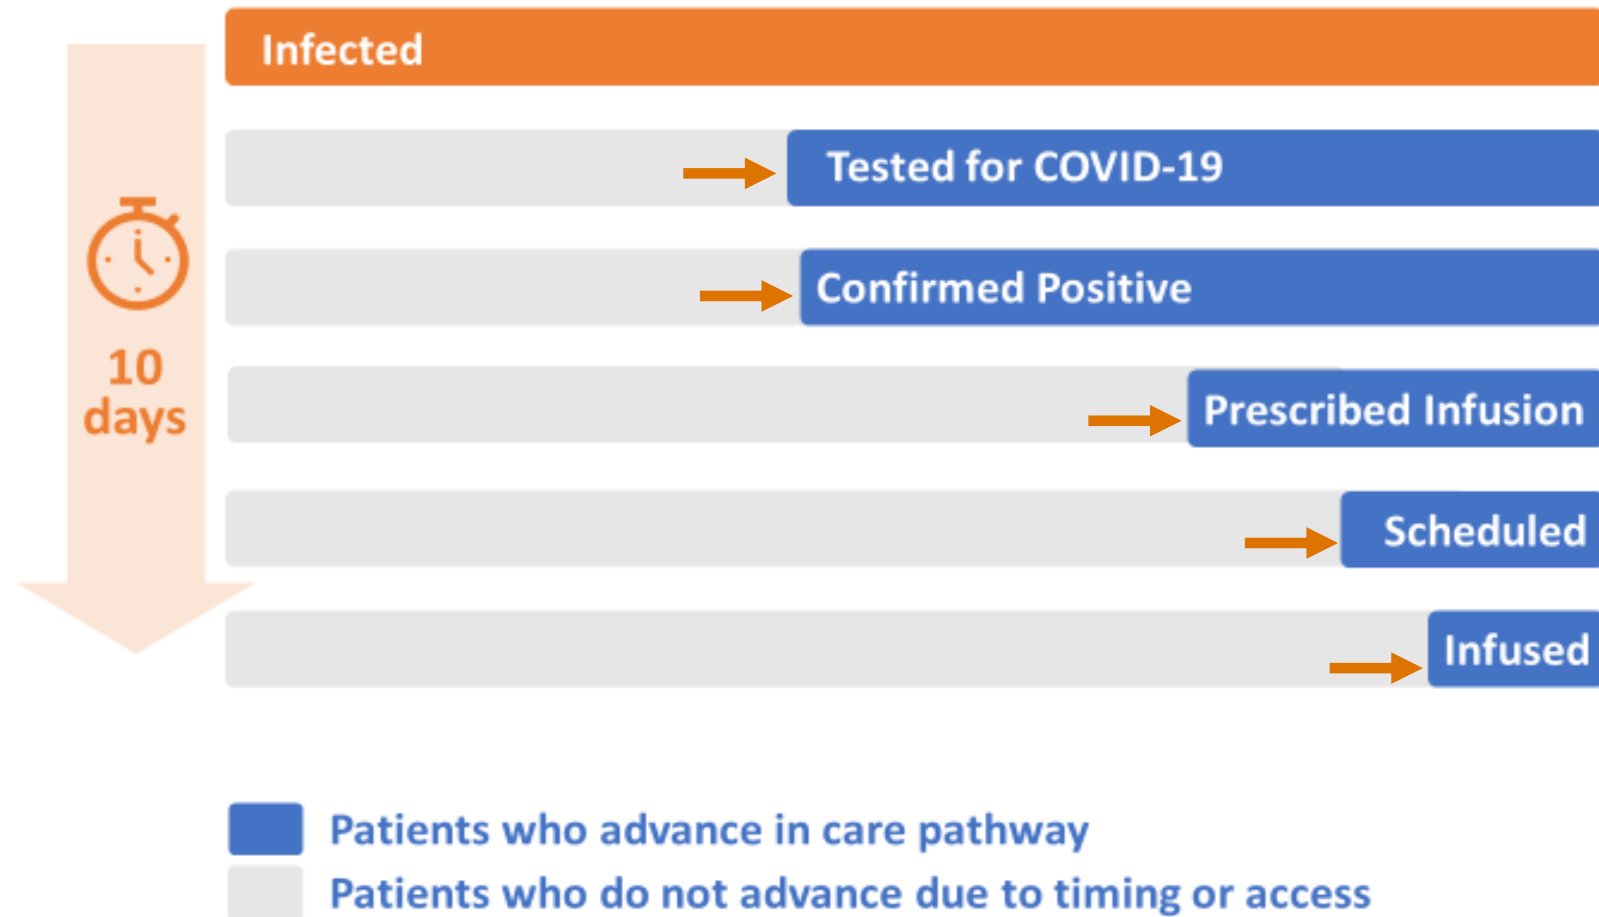 Infected
Tested for COVID-19
Confirmed Positive
10
days
Prescribed Infusion
Scheduled
Infused
Patients who advance in care pathway
Patients who do not advance due to timing or access